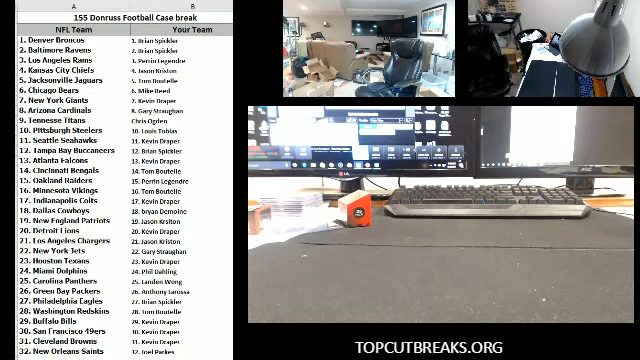 A B
155 Donruss Football Case break
NFL Team Your Team
1. Denver Broncos 1. Brian Spickler
2. Baltimore Ravens 2. Brian Spickler
3. Los Angeles Rams 3. Perrin Legendre
4. Kansas City Chiefs 4. Jason Kriston
5. Jacksonville Jaguars 5. Tom Boutelle
6. Chicago Bears 6. Mike Reed
7. New York Giants 7. Kevin Draper
8. Arizona Cardinals 8. Gary Straughan
9. Tennesse Titans Chris Ogden
10. Pittsburgh Steelers 10. Louis Tobias
11. Seattle Seahawks 11. Kevin Draper
12. Tampa Bay Buccaneers 12. Brian Spickler
13. Atlanta Falcons 13. Kevin Draper
14. Cincinnati Bengals 14. Tom Boutelle
15. Oakland Raiders 15. Perrin Legendre
16. Minnesota Vikings 16. Tom Boutelle
17. Indianapolis Colts 17. Kevin Draper
18. Dallas Cowboys 18. bryan Demoine
19. New England Patriots 19. Jason Kriston
20. Detroit Lions 20. Kevin Draper
21. Los Angeles Chargers 21. Jason Kriston
22. New York Jets 22. Gary Straughan
23. Houston Texans 23. Kevin Draper
24. Miami Dolphins 24. Phil Dahling
25. Carolina Panthers 25. Landen Wong
26. Green Bay Packers 26. Anthony Larossa
27. Philadelphia Eagles 27. Brian Spickler
28. Washington Redskins 28. Tom Boutelle
29. Buffalo Bills 29. Kevin Draper
30. San Francisco 49ers 30. Kevin Draper
31. Cleveland Browns 31. Kevin Draper
32. New Orleans Saints 32. Joel Parkes
LG
AOC
TOPCUTBREAKS.ORG